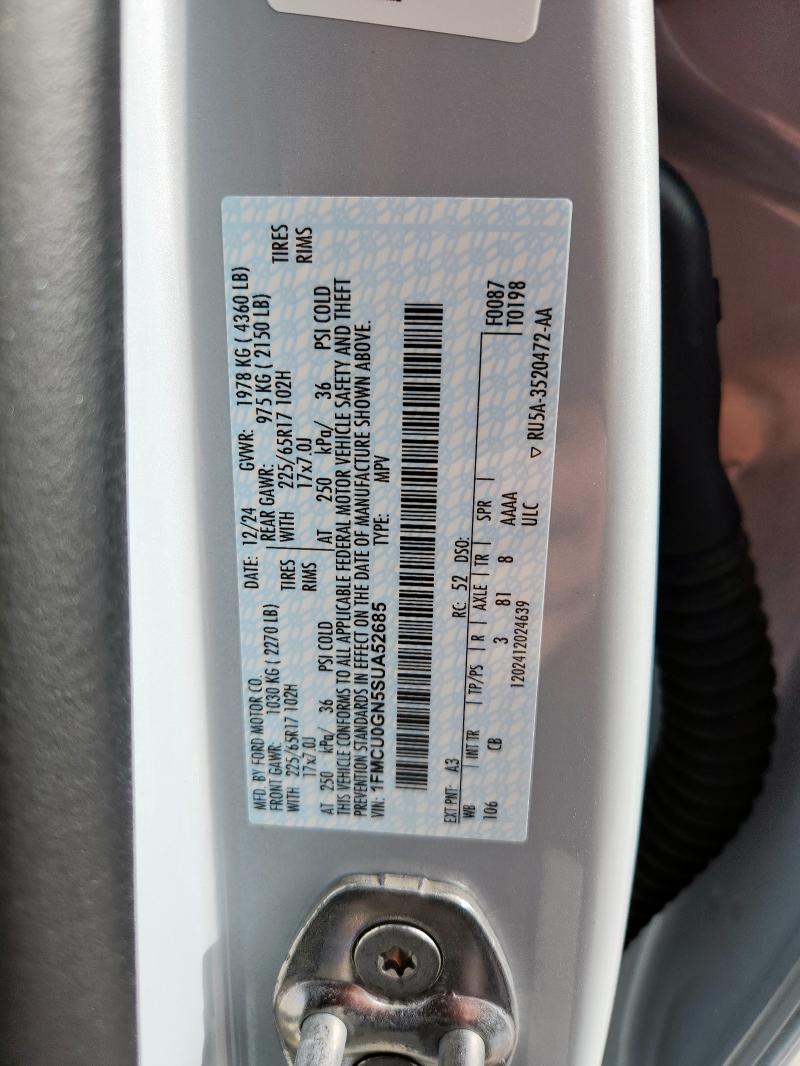 MFD. BY FORD MOTOR CO.
DATE: 12/24 GVWR: 1978 KG ( 4360 LB)
FRONT GAWR: 1030 KG ( 2270 LB) REAR GAWR: 975 KG ( 2150 LB)
WITH 225/65R17 102H TIRES WITH 225/65R17 102H TIRES
17x7.0J RIMS 17x7.0J RIMS
AT 250 kPa/ 36 PSI COLD AT 250 kPa/ 36 PSI COLD
THIS VEHICLE CONFORMS TO ALL APPLICABLE FEDERAL MOTOR VEHICLE SAFETY AND THEFT
PREVENTION STANDARDS IN EFFECT ON THE DATE OF MANUFACTURE SHOWN ABOVE.
VIN: 1FMCU0GN5SUA52685 TYPE: MPV
EXT PNT: A3 RC: 52 DSO:
WB INT TR TP/PS R AXLE TR SPR F0087
106 CB 3 81 8 AAAA T0198
1202412024639 ULC
▽ RU5A-3520472-AA